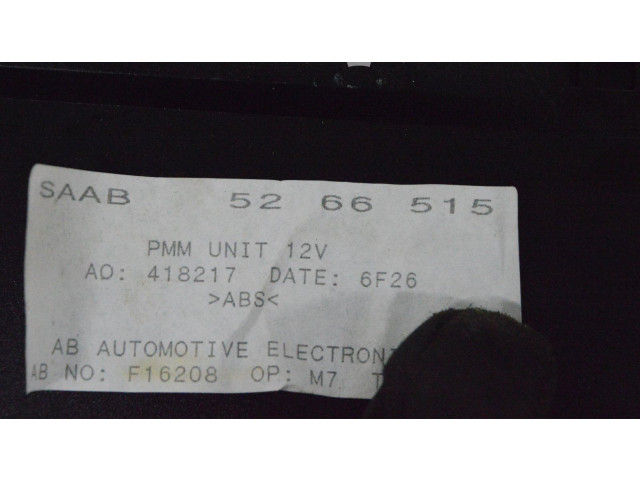 SAAB 52 66 515
PMM UNIT 12V
AO: 418217 DATE: 6F26
>ABS<
AB AUTOMOTIVE ELECTRONI
AB NO: F16208 OP: M7 T